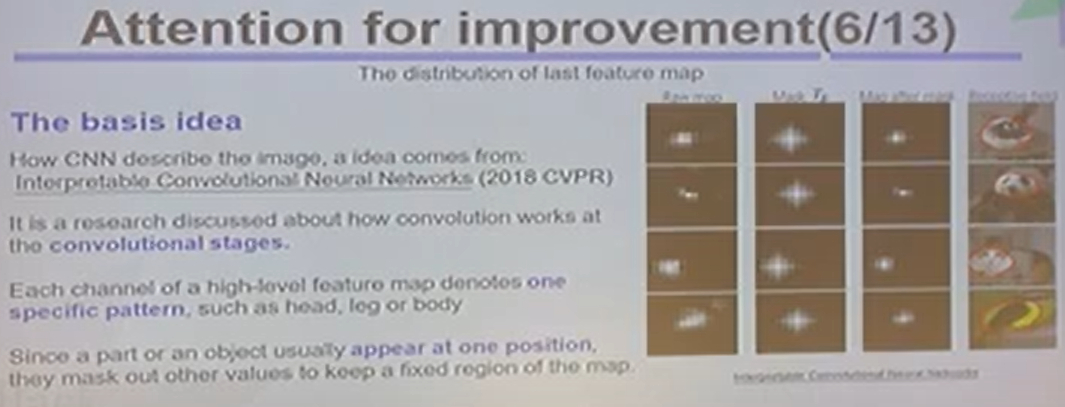 Attention for improvement(6/13)
The distribution of last feature map
Raw map Mask Tₚ Map after mask Receptive field
The basis idea
How CNN describe the image, a idea comes from:
Interpretable Convolutional Neural Networks (2018 CVPR)
It is a research discussed about how convolution works at
the convolutional stages.
Each channel of a high-level feature map denotes one
specific pattern, such as head, leg or body
Since a part or an object usually appear at one position,
they mask out other values to keep a fixed region of the map.
Interpretable Convolutional Neural Networks